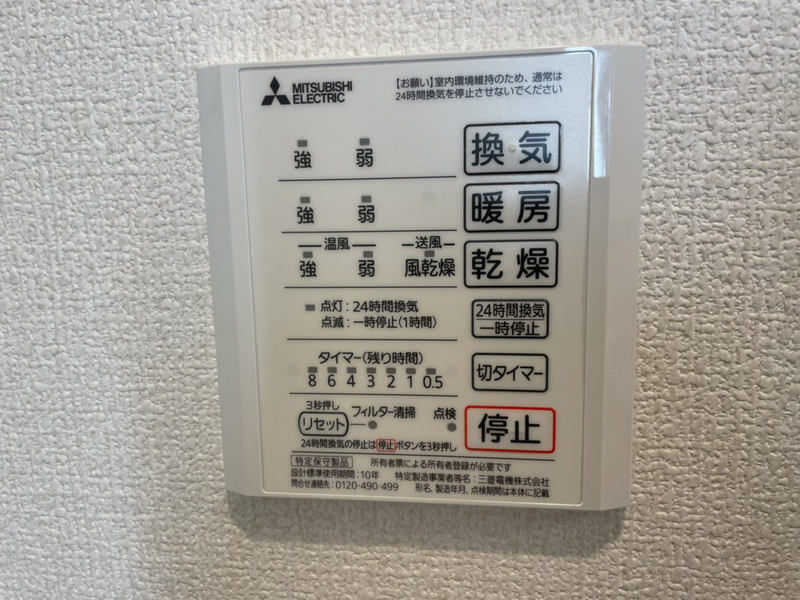 MITSUBISHI
ELECTRIC
【お願い】室内環境維持のため、通常は
24時間換気を停止させないでください
強 弱 換気
強 弱 暖房
温風 送風
強 弱 風乾燥 乾燥
点灯：24時間換気
点滅：一時停止(1時間)
24時間換気
一時停止
タイマー(残り時間)
8 6 4 3 2 1 0.5
切タイマー
3秒押し
リセット フィルター清掃 点検
停止
24時間換気の停止は停止ボタンを3秒押し
特定保守製品 所有者票による所有者登録が必要です
設計標準使用期間：10年 特定製造事業者等名：三菱電機株式会社
問合せ連絡先：0120-490-499 形名、製造年月、点検期間は本体に記載